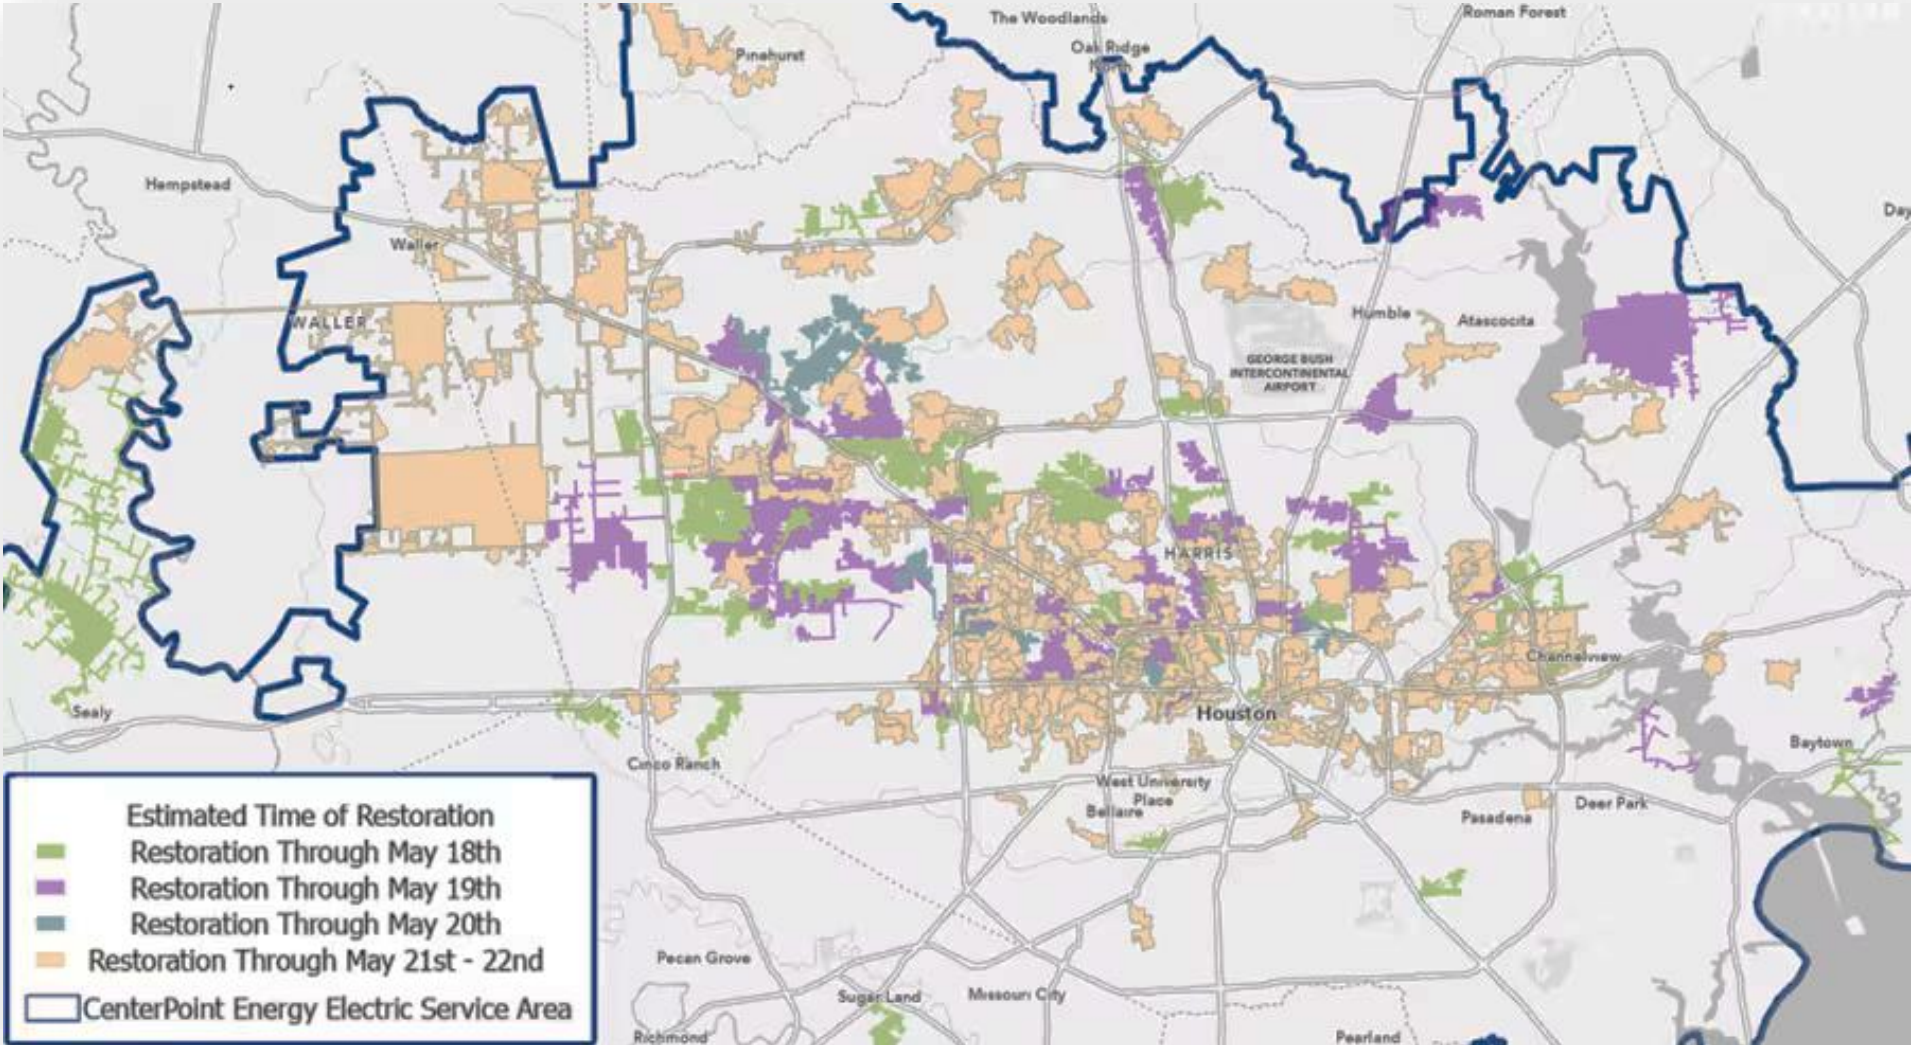 The Woodlands
Roman Forest
Oak Ridge
North
Pinehurst
Hempstead
Day
Waller
WALLER
Humble
Atascocita
GEORGE BUSH
INTERCONTINENTAL
AIRPORT
HARRIS
Channelview
Sealy
Houston
Baytown
Cinco Ranch
West University
Place
Bellaire
Deer Park
Pasadena
Estimated Time of Restoration
Restoration Through May 18th
Restoration Through May 19th
Restoration Through May 20th
Restoration Through May 21st - 22nd
CenterPoint Energy Electric Service Area
Pecan Grove
Sugar Land
Missouri City
Richmond
Pearland